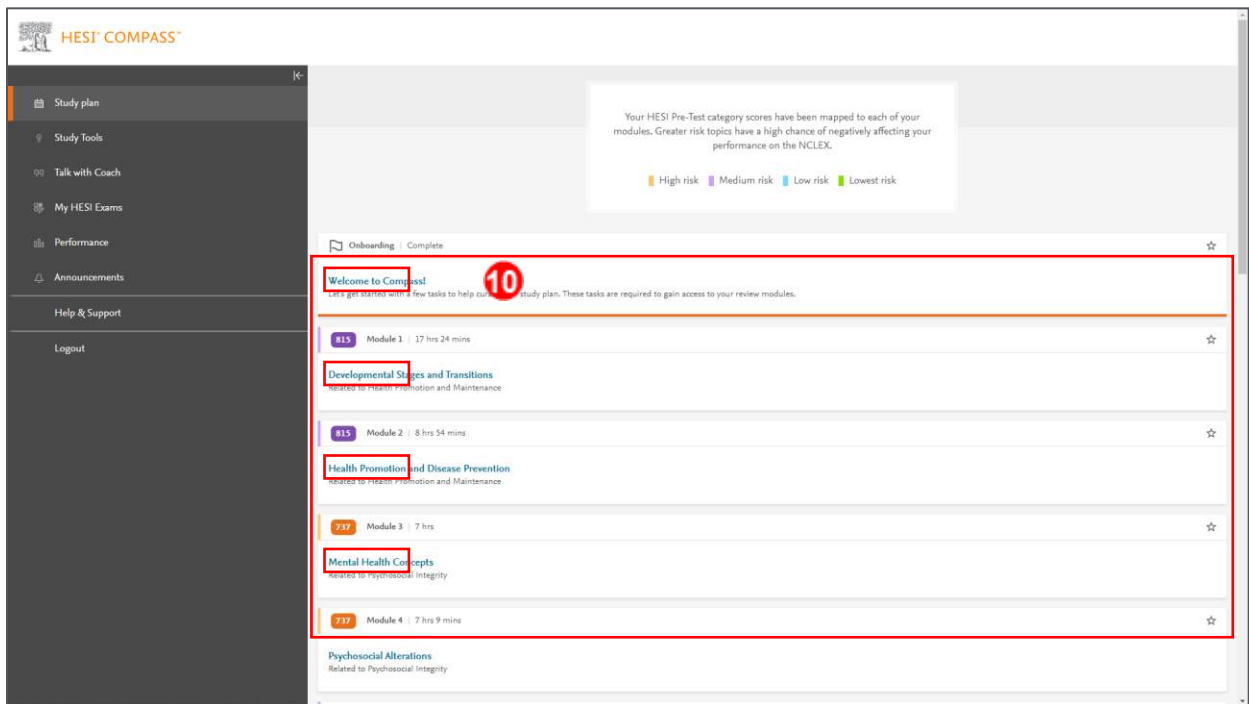 HESI® COMPASS™
Study plan
Study Tools
Talk with Coach
My HESI Exams
Performance
Announcements
Help & Support
Logout
Your HESI Pre-Test category scores have been mapped to each of your
modules. Greater risk topics have a high chance of negatively affecting your
performance on the NCLEX.
High risk Medium risk Low risk Lowest risk
Onboarding | Complete
10
Welcome to Compass!
Let's get started with a few tasks to help study plan. These tasks are required to gain access to your review modules.
815 Module 1 | 17 hrs 24 mins
Developmental Stages and Transitions
Related to Health Promotion and Maintenance
815 Module 2 | 8 hrs 54 mins
Health Promotion and Disease Prevention
Related to Health Promotion and Maintenance
737 Module 3 | 7 hrs
Mental Health Concepts
Related to Psychosocial Integrity
737 Module 4 | 7 hrs 9 mins
Psychosocial Alterations
Related to Psychosocial Integrity